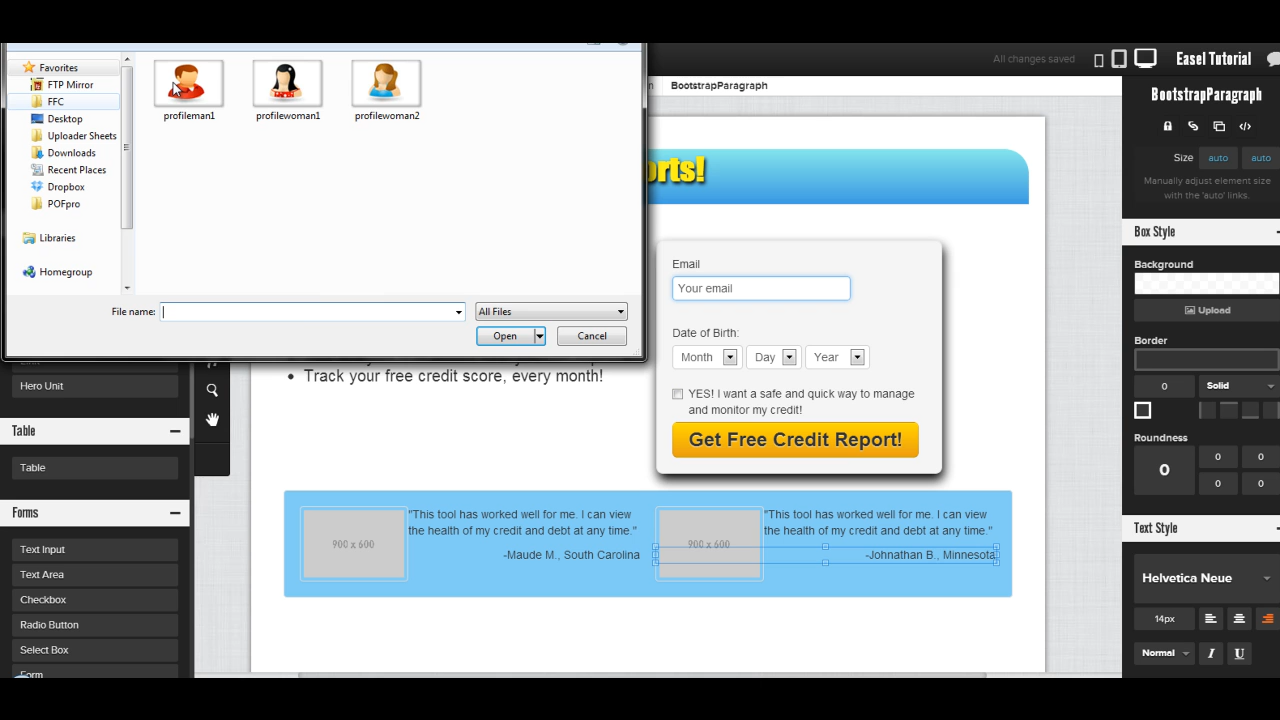 Favorites
FTP Mirror
FFC
Desktop
Uploader Sheets
Downloads
Recent Places
Dropbox
POFpro
Libraries
Homegroup
profileman1
profilewoman1
profilewoman2
File name:
All Files
Open
Cancel
All changes saved
Easel Tutorial
BootstrapParagraph
BootstrapParagraph
Size
auto
auto
Manually adjust element size
with the 'auto' links.
Box Style
Background
Upload
Border
0
Solid
Roundness
0
0
0
0
0
Text Style
Helvetica Neue
14px
Normal
I
U
Hero Unit
Table
Table
Forms
Text Input
Text Area
Checkbox
Radio Button
Select Box
Form
orts!
Track your free credit score, every month!
Email
Your email
Date of Birth:
Month
Day
Year
YES! I want a safe and quick way to manage
and monitor my credit!
Get Free Credit Report!
900 x 600
"This tool has worked well for me. I can view
the health of my credit and debt at any time."
-Maude M., South Carolina
900 x 600
"This tool has worked well for me. I can view
the health of my credit and debt at any time."
-Johnathan B., Minnesota